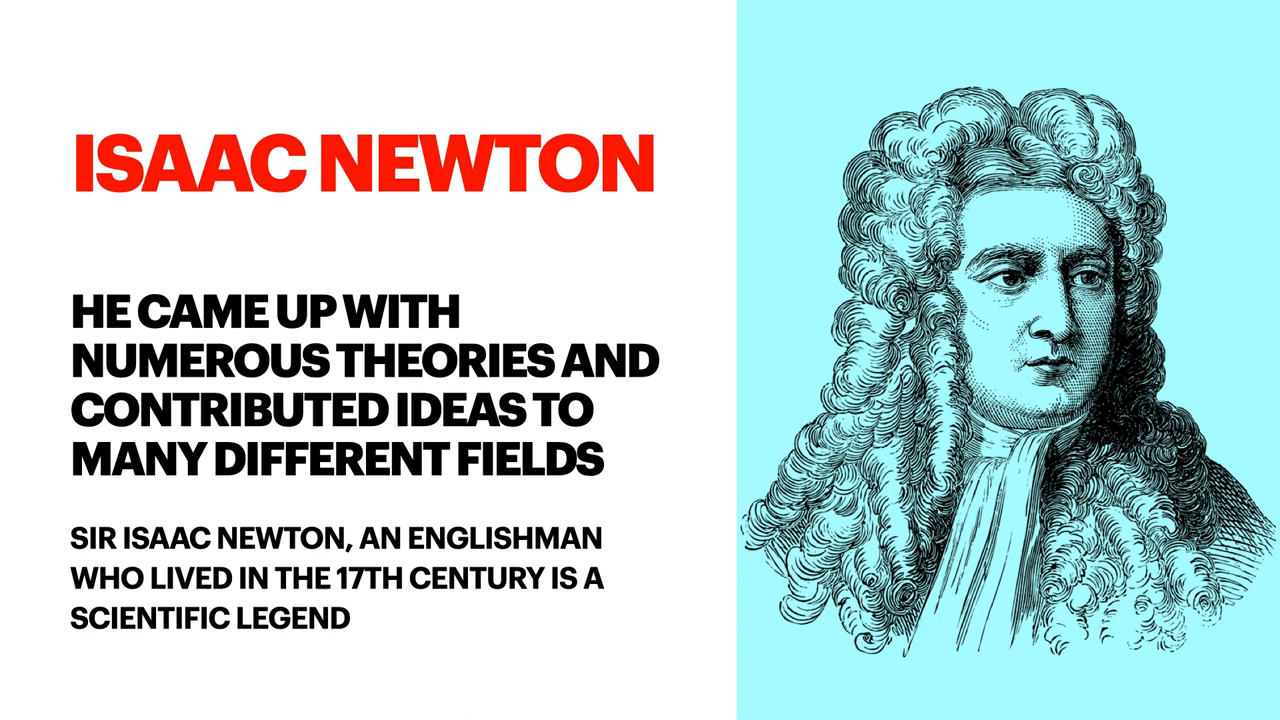 ISAAC NEWTON
HE CAME UP WITH
NUMEROUS THEORIES AND
CONTRIBUTED IDEAS TO
MANY DIFFERENT FIELDS
SIR ISAAC NEWTON, AN ENGLISHMAN
WHO LIVED IN THE 17TH CENTURY IS A
SCIENTIFIC LEGEND